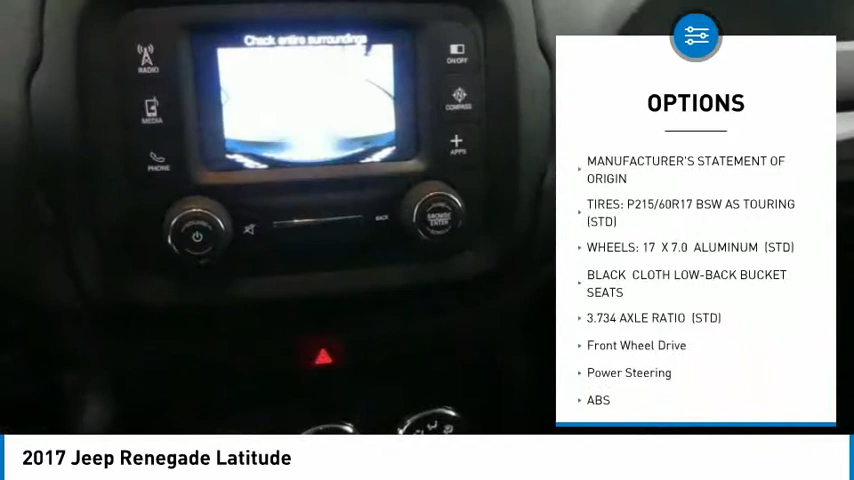 Check entire surroundings
RADIO
ON/OFF
MEDIA
COMPASS
PHONE
APPS
BACK
BROWSE
ENTER
OPTIONS
MANUFACTURER'S STATEMENT OF
ORIGIN
TIRES: P215/60R17 BSW AS TOURING
(STD)
WHEELS: 17 X 7.0 ALUMINUM (STD)
BLACK CLOTH LOW-BACK BUCKET
SEATS
3.734 AXLE RATIO (STD)
Front Wheel Drive
Power Steering
ABS
2017 Jeep Renegade Latitude